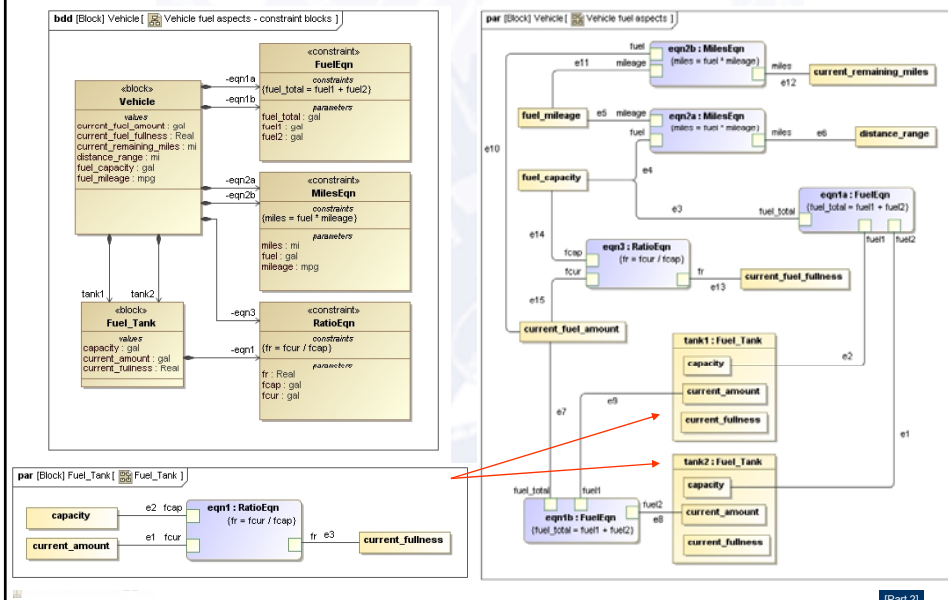 bdd [Block] Vehicle [ Vehicle fuel aspects - constraint blocks ]
«block»
Vehicle
values
current_fuel_amount : gal
current_fuel_fullness : Real
current_remaining_miles : mi
distance_range : mi
fuel_capacity : gal
fuel_mileage : mpg
-eqn1a
-eqn1b
«constraint»
FuelEqn
constraints
{fuel_total = fuel1 + fuel2}
parameters
fuel_total : gal
fuel1 : gal
fuel2 : gal
-eqn2a
-eqn2b
«constraint»
MilesEqn
constraints
{miles = fuel * mileage}
parameters
miles : mi
fuel : gal
mileage : mpg
tank1
tank2
«block»
Fuel_Tank
values
capacity : gal
current_amount : gal
current_fullness : Real
-eqn3
-eqn1
«constraint»
RatioEqn
constraints
{fr = fcur / fcap}
parameters
fr : Real
fcap : gal
fcur : gal
par [Block] Fuel_Tank [ Fuel_Tank ]
capacity
e2 fcap
eqn1 : RatioEqn
{fr = fcur / fcap}
current_amount
e1 fcur
fr e3
current_fullness
par [Block] Vehicle [ Vehicle fuel aspects ]
fuel
eqn2b : MilesEqn
{miles = fuel * mileage}
e11 mileage
miles
e12
current_remaining_miles
fuel_mileage
e5 mileage
eqn2a : MilesEqn
{miles = fuel * mileage}
fuel
miles e6
distance_range
e10
e4
fuel_capacity
e3
fuel_total
eqn1a : FuelEqn
{fuel_total = fuel1 + fuel2}
fuel1 fuel2
e14
fcap
eqn3 : RatioEqn
{fr = fcur / fcap}
fcur
fr
e13
current_fuel_fullness
e15
current_fuel_amount
tank1 : Fuel_Tank
capacity
current_amount
current_fullness
e2
e9
e7
e1
tank2 : Fuel_Tank
capacity
current_amount
current_fullness
fuel_total
fuel1
eqn1b : FuelEqn
{fuel_total = fuel1 + fuel2}
fuel2
e8
[Part 2]